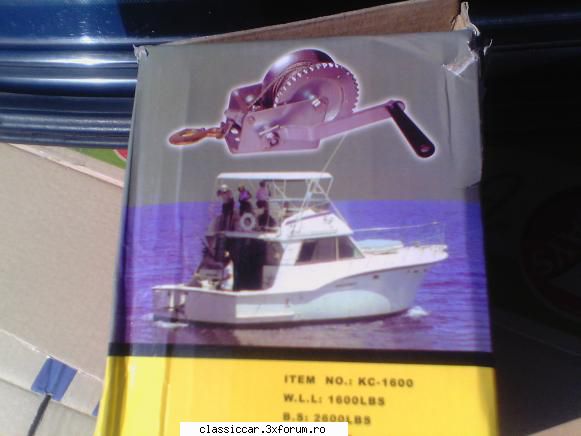 ITEM NO.: KC-1600
W.L.L: 1600LBS
B.S: 2600LBS
classiccar.3xforum.ro